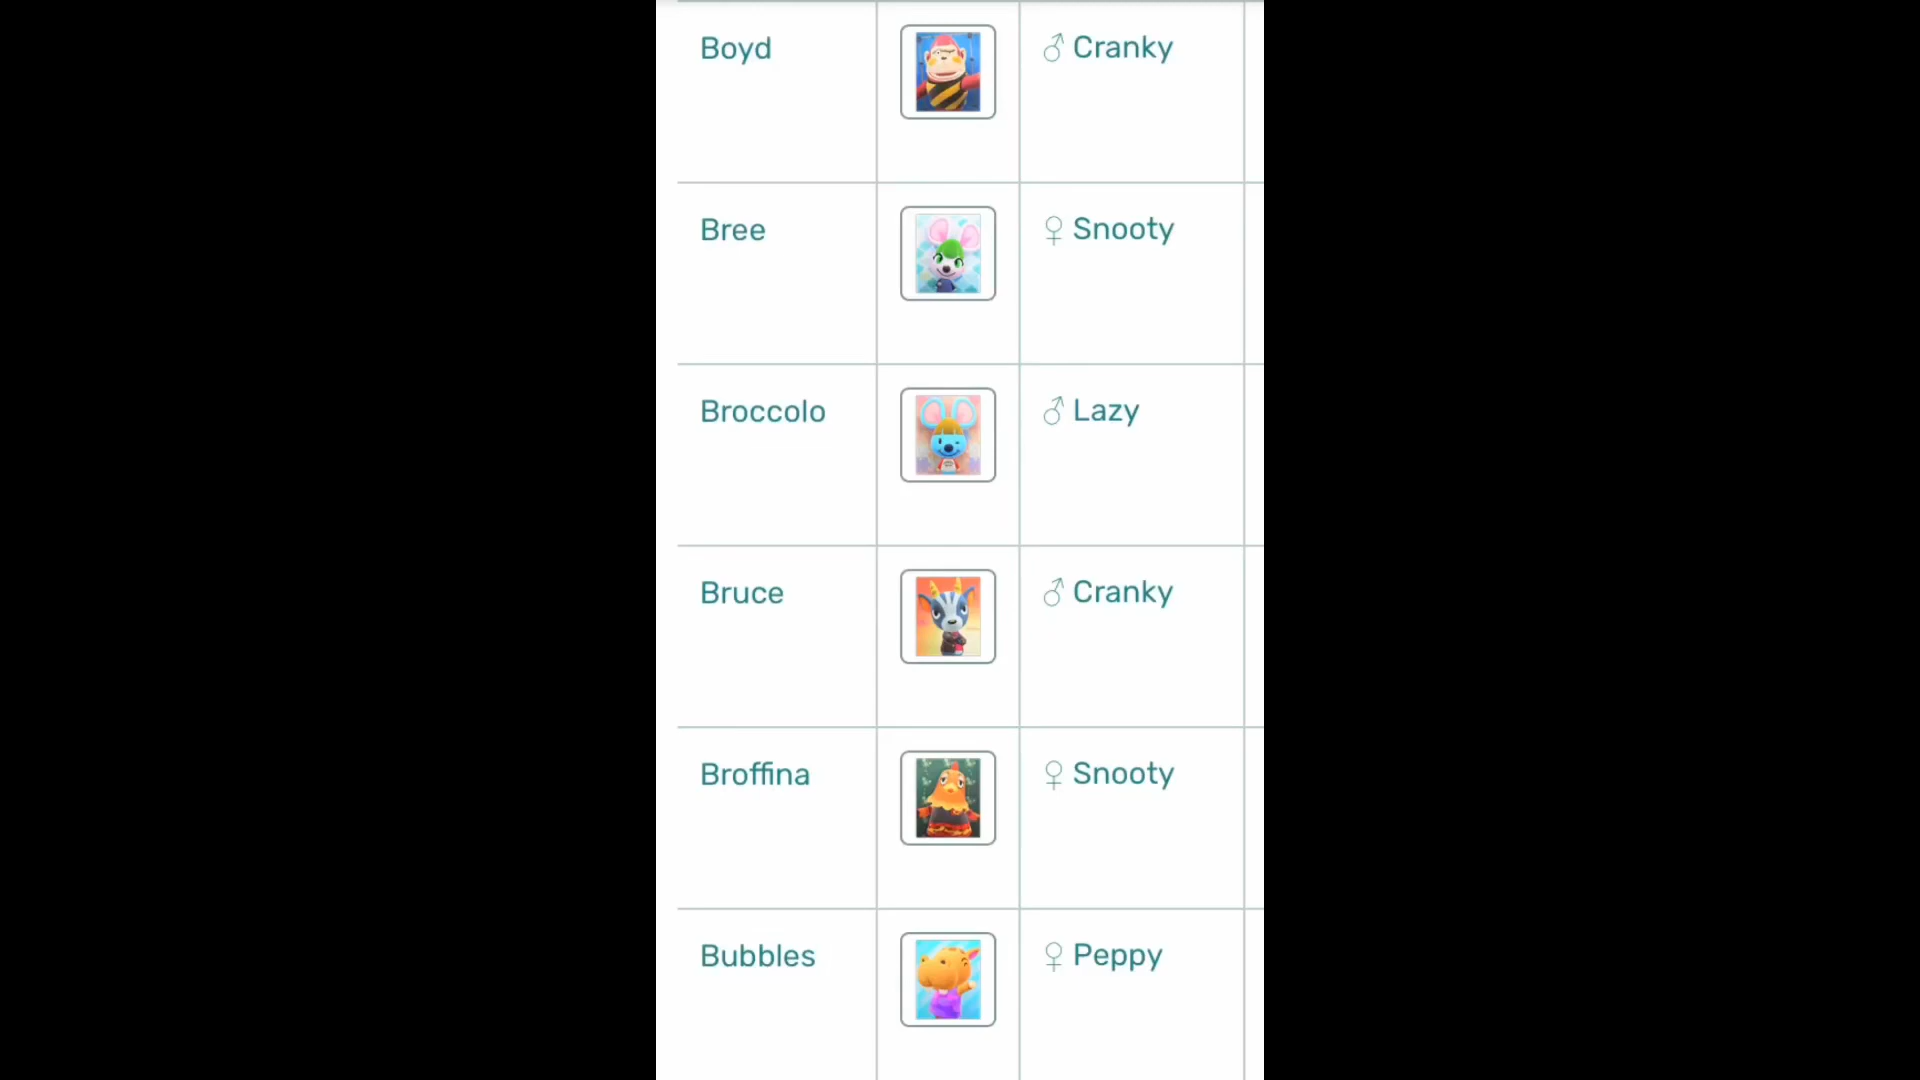 Boyd ♂ Cranky
Bree ♀ Snooty
Broccolo ♂ Lazy
Bruce ♂ Cranky
Broffina ♀ Snooty
Bubbles ♀ Peppy